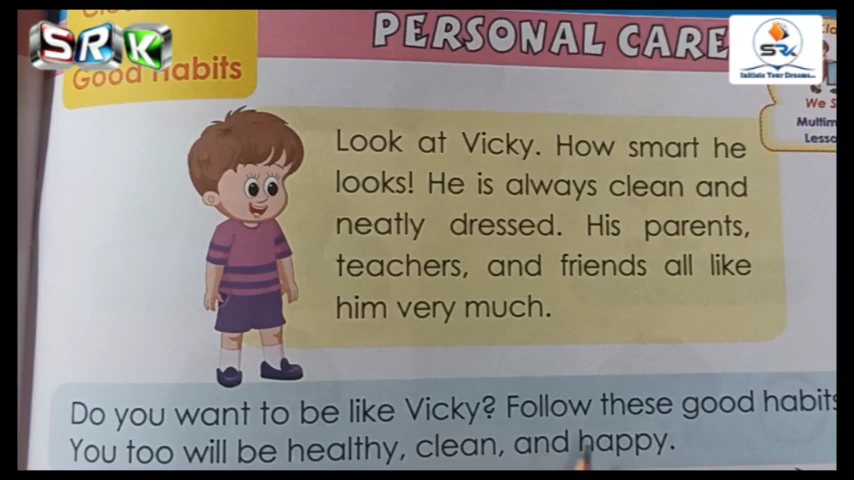 SRK
Good Habits
PERSONAL CARE
SRK
Initiate Your Dreams...
We S
Multim
Lesso
Look at Vicky. How smart he
looks! He is always clean and
neatly dressed. His parents,
teachers, and friends all like
him very much.
Do you want to be like Vicky? Follow these good habits
You too will be healthy, clean, and happy.